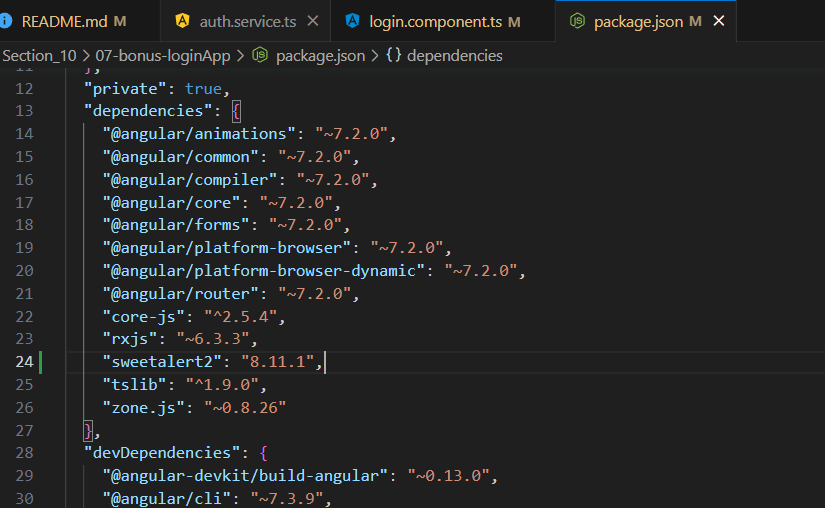 README.md M
auth.service.ts
login.component.ts M
package.json M
Section_10 > 07-bonus-loginApp > package.json > {} dependencies
11 },
12 "private": true,
13 "dependencies": {
14 "@angular/animations": "~7.2.0",
15 "@angular/common": "~7.2.0",
16 "@angular/compiler": "~7.2.0",
17 "@angular/core": "~7.2.0",
18 "@angular/forms": "~7.2.0",
19 "@angular/platform-browser": "~7.2.0",
20 "@angular/platform-browser-dynamic": "~7.2.0",
21 "@angular/router": "~7.2.0",
22 "core-js": "^2.5.4",
23 "rxjs": "~6.3.3",
24 "sweetalert2": "8.11.1",
25 "tslib": "^1.9.0",
26 "zone.js": "~0.8.26"
27 },
28 "devDependencies": {
29 "@angular-devkit/build-angular": "~0.13.0",
30 "@angular/cli": "~7.3.9",